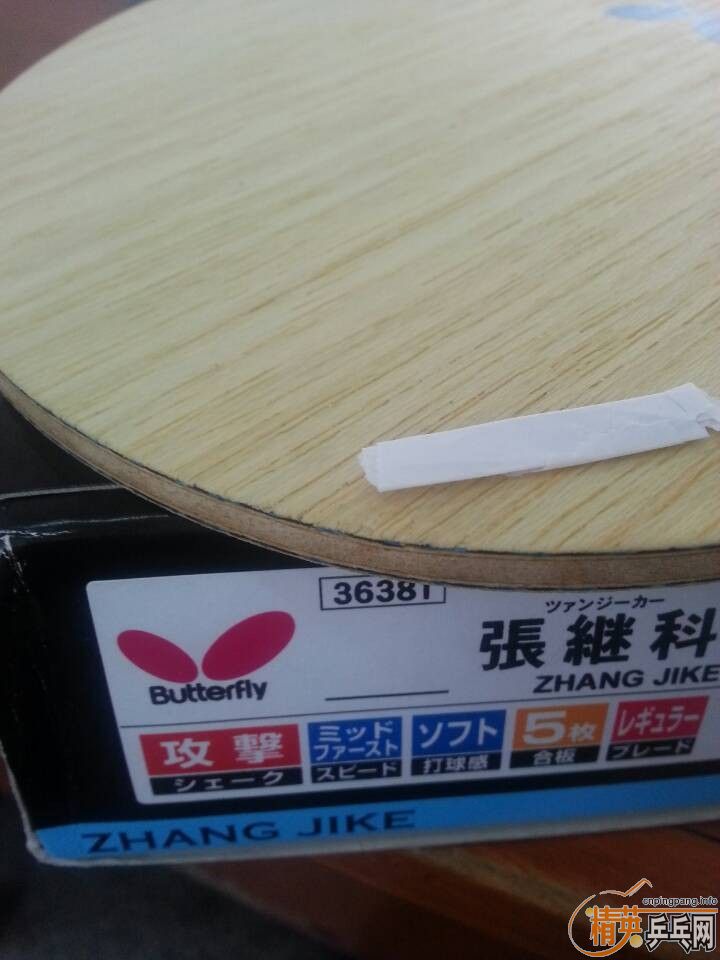 36381
Butterfly
ツァンジーカー
張継科
ZHANG JIKE
攻撃
シェーク
ミッド
ファースト
スピード
ソフト
打球感
5枚
合板
レギュラー
ブレード
ZHANG JIKE
cnpingpang.info
精英乒乓网